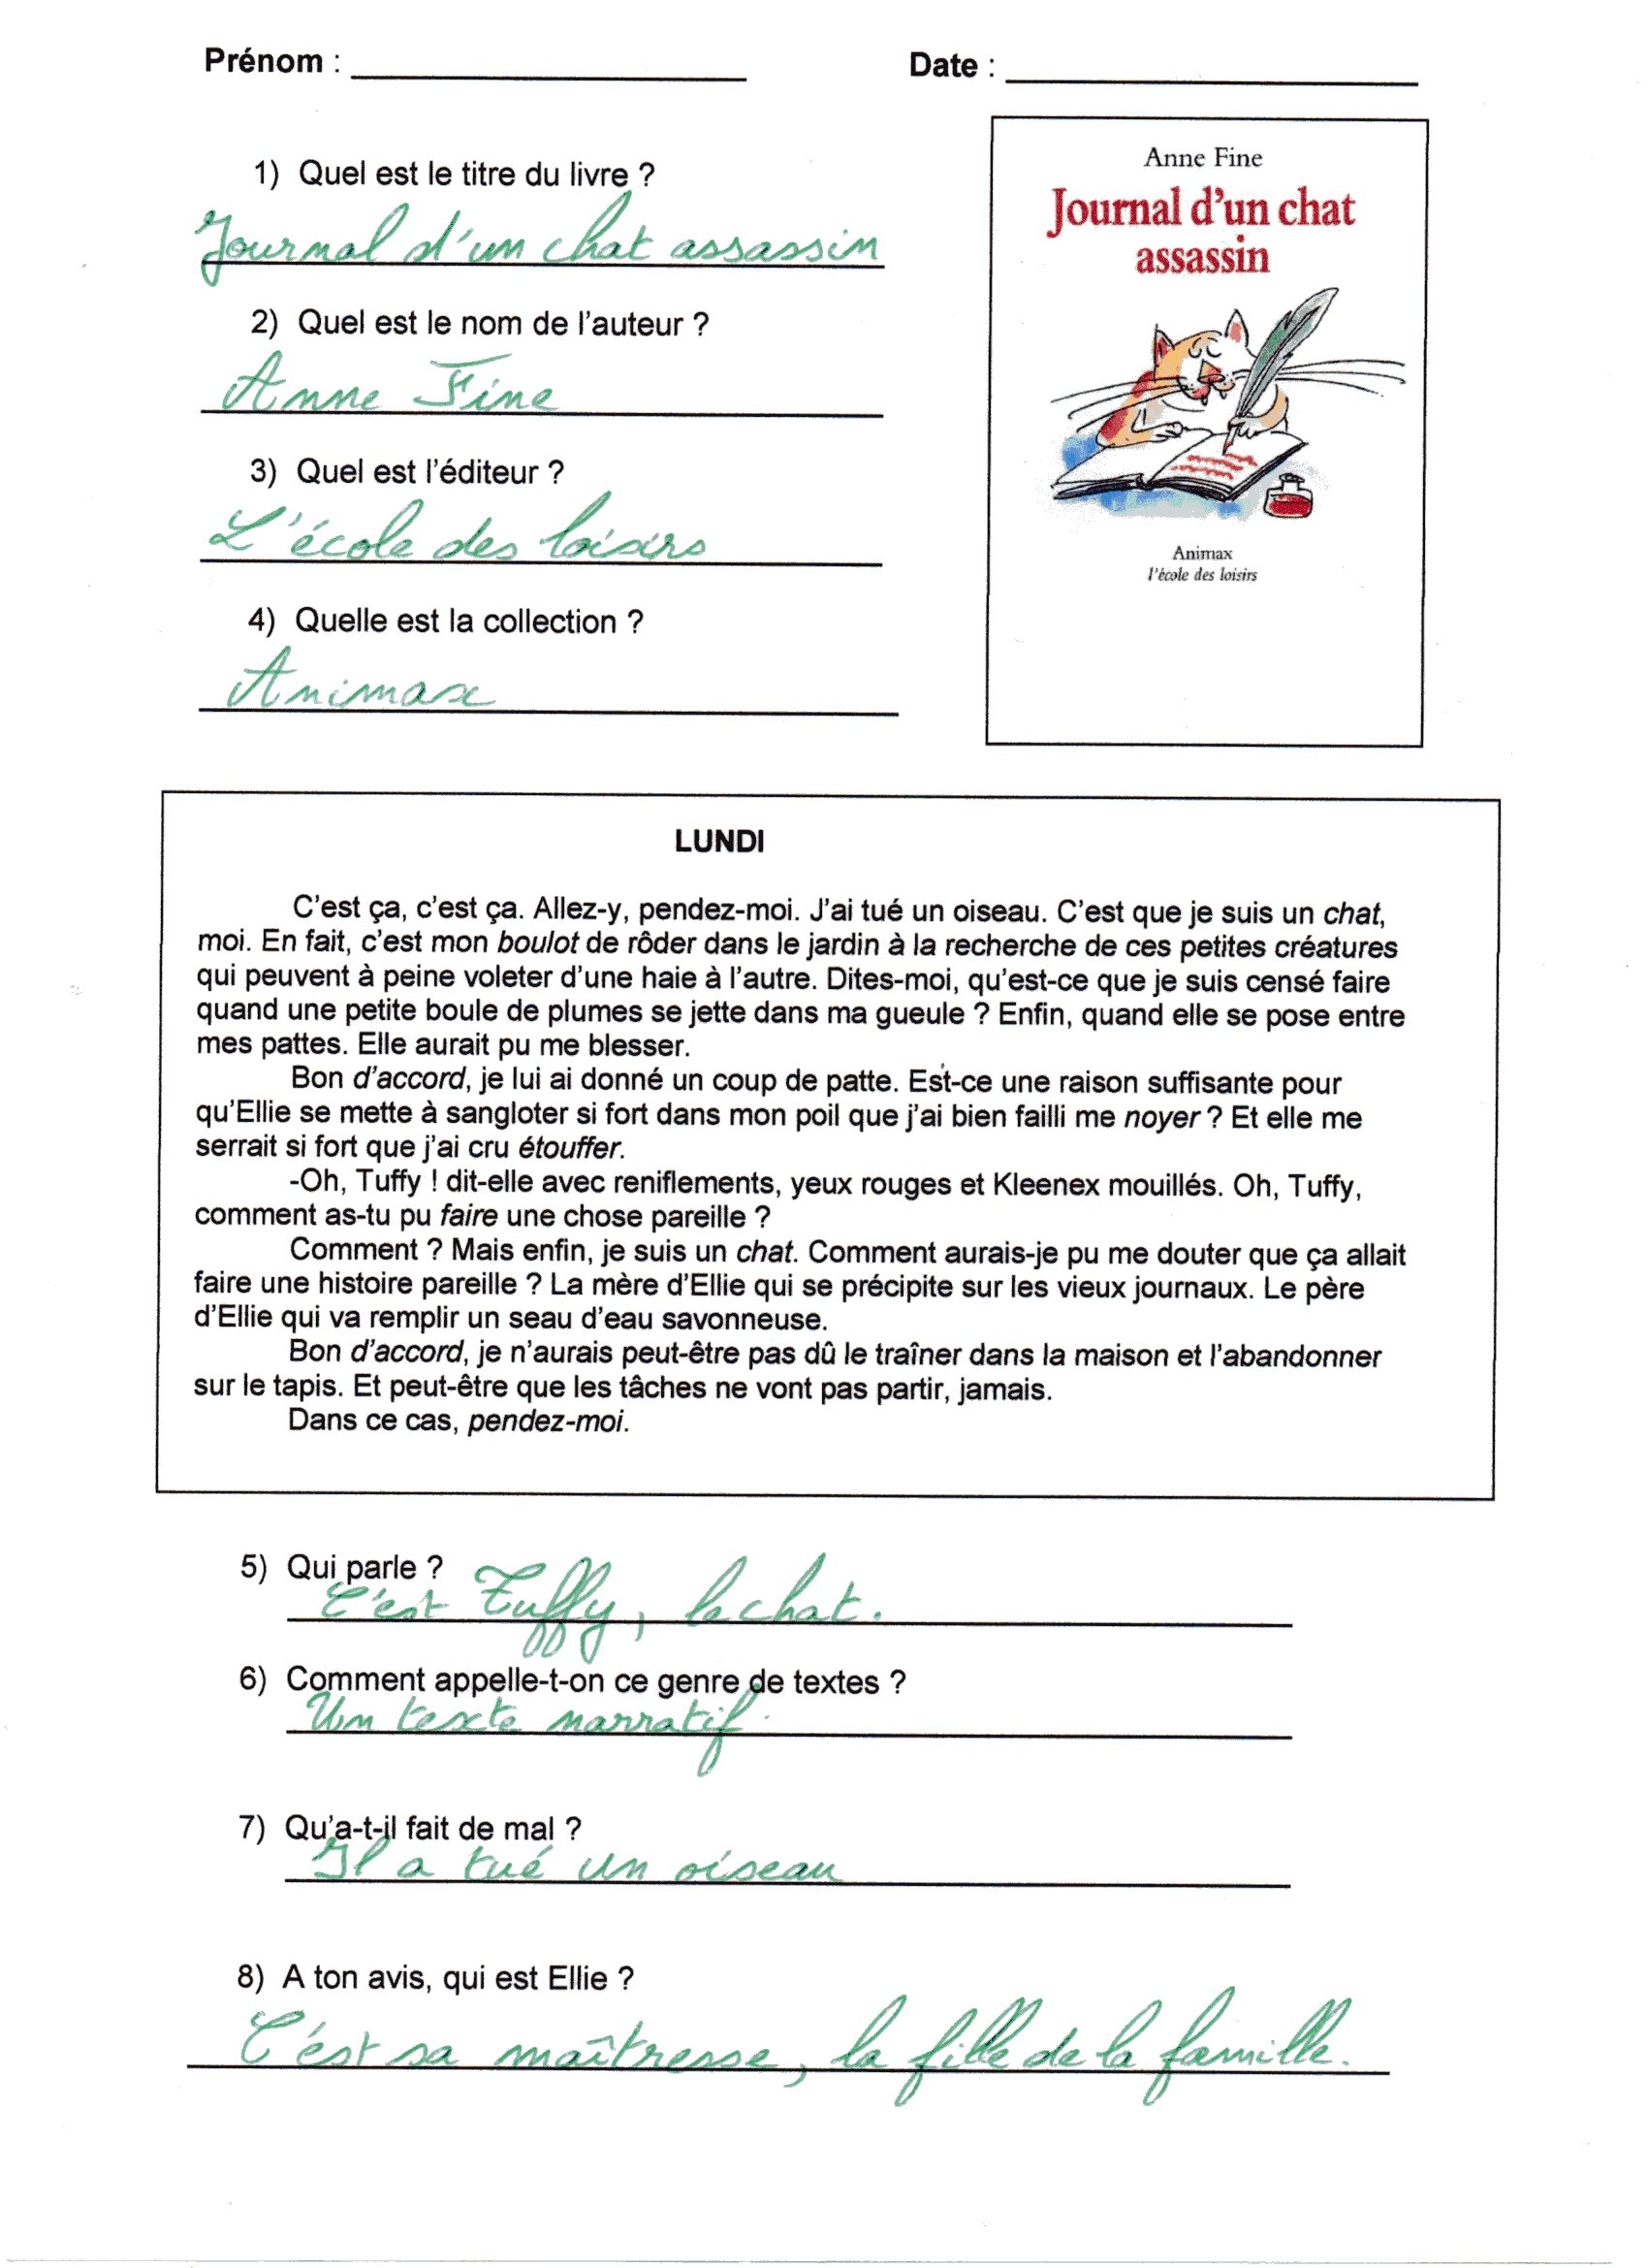 Prénom : Date :
1) Quel est le titre du livre ?
Journal d'un chat assassin
2) Quel est le nom de l'auteur ?
Anne Fine
3) Quel est l'éditeur ?
L'école des loisirs
4) Quelle est la collection ?
Animax
Anne Fine
Journal d'un chat
assassin
Animax
l'école des loisirs
LUNDI
C'est ça, c'est ça. Allez-y, pendez-moi. J'ai tué un oiseau. C'est que je suis un chat,
moi. En fait, c'est mon boulot de rôder dans le jardin à la recherche de ces petites créatures
qui peuvent à peine voleter d'une haie à l'autre. Dites-moi, qu'est-ce que je suis censé faire
quand une petite boule de plumes se jette dans ma gueule ? Enfin, quand elle se pose entre
mes pattes. Elle aurait pu me blesser.
Bon d'accord, je lui ai donné un coup de patte. Est-ce une raison suffisante pour
qu'Ellie se mette à sangloter si fort dans mon poil que j'ai bien failli me noyer ? Et elle me
serrait si fort que j'ai cru étouffer.
-Oh, Tuffy ! dit-elle avec reniflements, yeux rouges et Kleenex mouillés. Oh, Tuffy,
comment as-tu pu faire une chose pareille ?
Comment ? Mais enfin, je suis un chat. Comment aurais-je pu me douter que ça allait
faire une histoire pareille ? La mère d'Ellie qui se précipite sur les vieux journaux. Le père
d'Ellie qui va remplir un seau d'eau savonneuse.
Bon d'accord, je n'aurais peut-être pas dû le traîner dans la maison et l'abandonner
sur le tapis. Et peut-être que les tâches ne vont pas partir, jamais.
Dans ce cas, pendez-moi.
5) Qui parle ?
C'est Tuffy, le chat.
6) Comment appelle-t-on ce genre de textes ?
Un texte narratif.
7) Qu'a-t-il fait de mal ?
Il a tué un oiseau
8) A ton avis, qui est Ellie ?
C'est sa maîtresse, la fille de la famille.